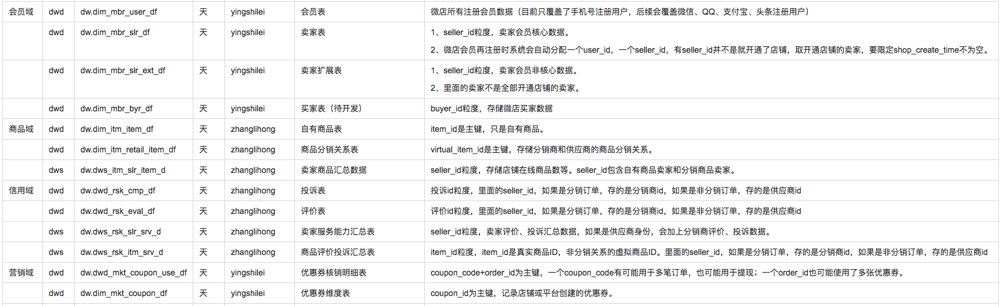 会员域 dwd dw.dim_mbr_user_df 天 yingshilei 会员表 微店所有注册会员数据（目前只覆盖了手机号注册用户，后续会覆盖微信、QQ、支付宝、头条注册用户）
dwd dw.dim_mbr_slr_df 天 yingshilei 卖家表 1、seller_id粒度，卖家会员核心数据。
2、微店会员再注册时系统会自动分配一个user_id，一个seller_id，有seller_id并不是就开通了店铺，取开通店铺的卖家，要限定shop_create_time不为空。
dwd dw.dim_mbr_slr_ext_df 天 yingshilei 卖家扩展表 1、seller_id粒度，卖家会员非核心数据。
2、里面的卖家不是全部开通店铺的卖家。
dwd dw.dim_mbr_byr_df 天 yingshilei 买家表（待开发） buyer_id粒度，存储微店买家数据
商品域 dwd dw.dim_itm_item_df 天 zhanglihong 自有商品表 item_id是主键，只是自有商品。
dwd dw.dim_itm_retail_item_df 天 zhanglihong 商品分销关系表 virtual_item_id是主键，存储分销商和供应商的商品分销关系。
dws dw.dws_itm_slr_item_d 天 zhanglihong 卖家商品汇总数据 seller_id粒度，存储店铺在线商品数等。seller_id包含自有商品卖家和分销商品卖家。
信用域 dwd dw.dwd_rsk_cmp_df 天 zhanglihong 投诉表 投诉id粒度，里面的seller_id，如果是分销订单，存的是分销商id，如果是非分销订单，存的是供应商id
dwd dw.dwd_rsk_eval_df 天 zhanglihong 评价表 评价id粒度，里面的seller_id，如果是分销订单，存的是分销商id，如果是非分销订单，存的是供应商id
dws dw.dws_rsk_slr_srv_d 天 zhanglihong 卖家服务能力汇总表 seller_id粒度，卖家评价、投诉汇总数据，如果是供应商身份，会加上分销商评价、投诉数据。
dws dw.dws_rsk_itm_srv_d 天 zhanglihong 商品评价投诉汇总表 item_id粒度，item_id是真实商品ID，非分销关系的虚拟商品ID。里面的seller_id，如果是分销订单，存的是分销商id，如果是非分销订单，存的是供应商id
营销域 dwd dw.dwd_mkt_coupon_use_df 天 yingshilei 优惠券核销明细表 coupon_code+order_id为主键，一个coupon_code有可能用于多笔订单，也可能用于提现；一个order_id也可能使用了多张优惠券。
dwd dw.dim_mkt_coupon_df 天 yingshilei 优惠券维度表 coupon_id为主键，记录店铺或平台创建的优惠券。